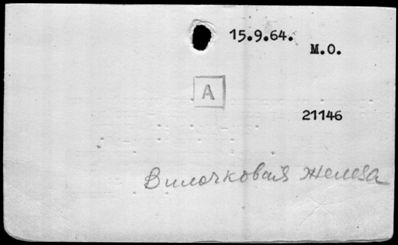 15.9.64.
М.О.
А
21146
Вилочковая железа